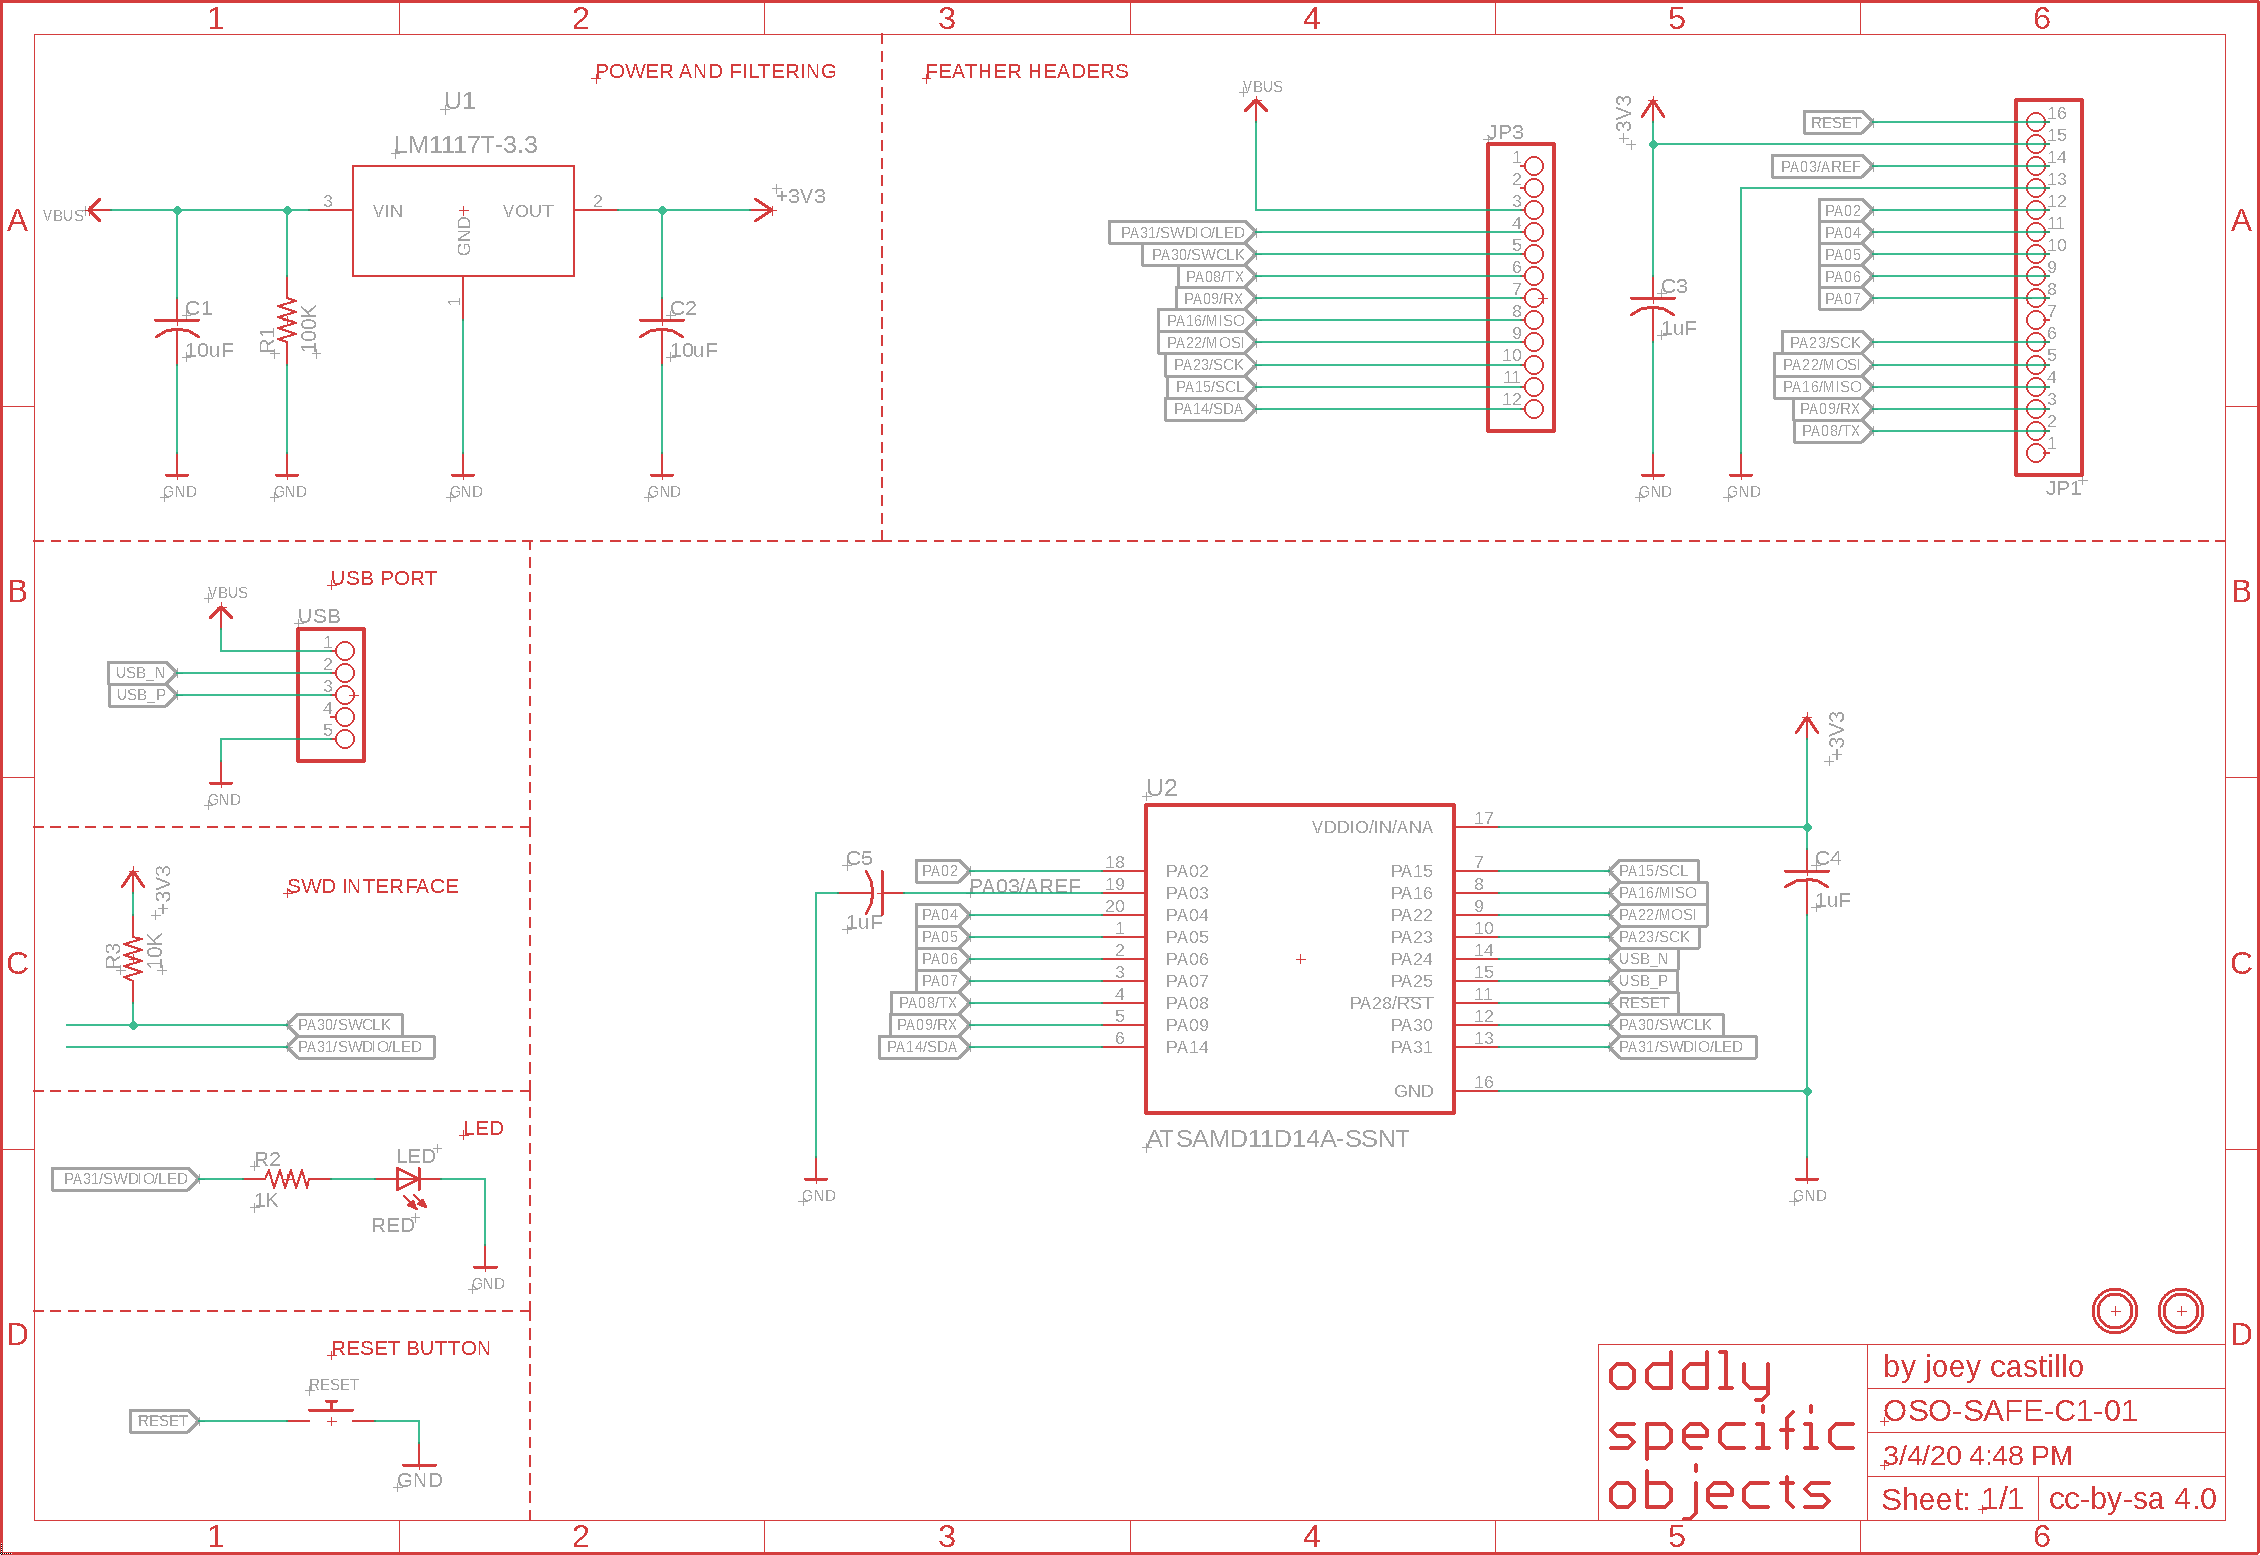 1 2 3 4 5 6
A
POWER AND FILTERING
U1
LM1117T-3.3
VBUS
3
VIN
GND
VOUT
2
+3V3
1
C1
10uF
R1
100K
C2
10uF
GND
GND
GND
GND
FEATHER HEADERS
VBUS
JP3
1
2
3
PA31/SWDIO/LED 4
PA30/SWCLK 5
PA08/TX 6
PA09/RX 7
PA16/MISO 8
PA22/MOSI 9
PA23/SCK 10
PA15/SCL 11
PA14/SDA 12
+3V3
C3
1uF
GND
GND
RESET 16
15
PA03/AREF 14
13
PA02 12
PA04 11
PA05 10
PA06 9
PA07 8
7
PA23/SCK 6
PA22/MOSI 5
PA16/MISO 4
PA09/RX 3
PA08/TX 2
1
JP1
A
B
USB PORT
VBUS
USB
1
USB_N 2
USB_P 3
4
5
GND
B
C
SWD INTERFACE
+3V3
R3
10K
PA30/SWCLK
PA31/SWDIO/LED
U2
VDDIO/IN/ANA 17
+3V3
PA02 18 PA02 PA15 7 PA15/SCL
C5
1uF
PA03/AREF 19 PA03 PA16 8 PA16/MISO
PA04 20 PA04 PA22 9 PA22/MOSI
PA05 1 PA05 PA23 10 PA23/SCK
PA06 2 PA06 PA24 14 USB_N
PA07 3 PA07 PA25 15 USB_P
PA08/TX 4 PA08 PA28/RST 11 RESET
PA09/RX 5 PA09 PA30 12 PA30/SWCLK
PA14/SDA 6 PA14 PA31 13 PA31/SWDIO/LED
GND 16
ATSAMD11D14A-SSNT
C4
1uF
GND
GND
C
LED
PA31/SWDIO/LED
R2
1K
LED
RED
GND
D
RESET BUTTON
RESET
RESET
GND
D
oddly
specific
objects
by joey castillo
OSO-SAFE-C1-01
3/4/20 4:48 PM
Sheet: 1/1
cc-by-sa 4.0
1 2 3 4 5 6